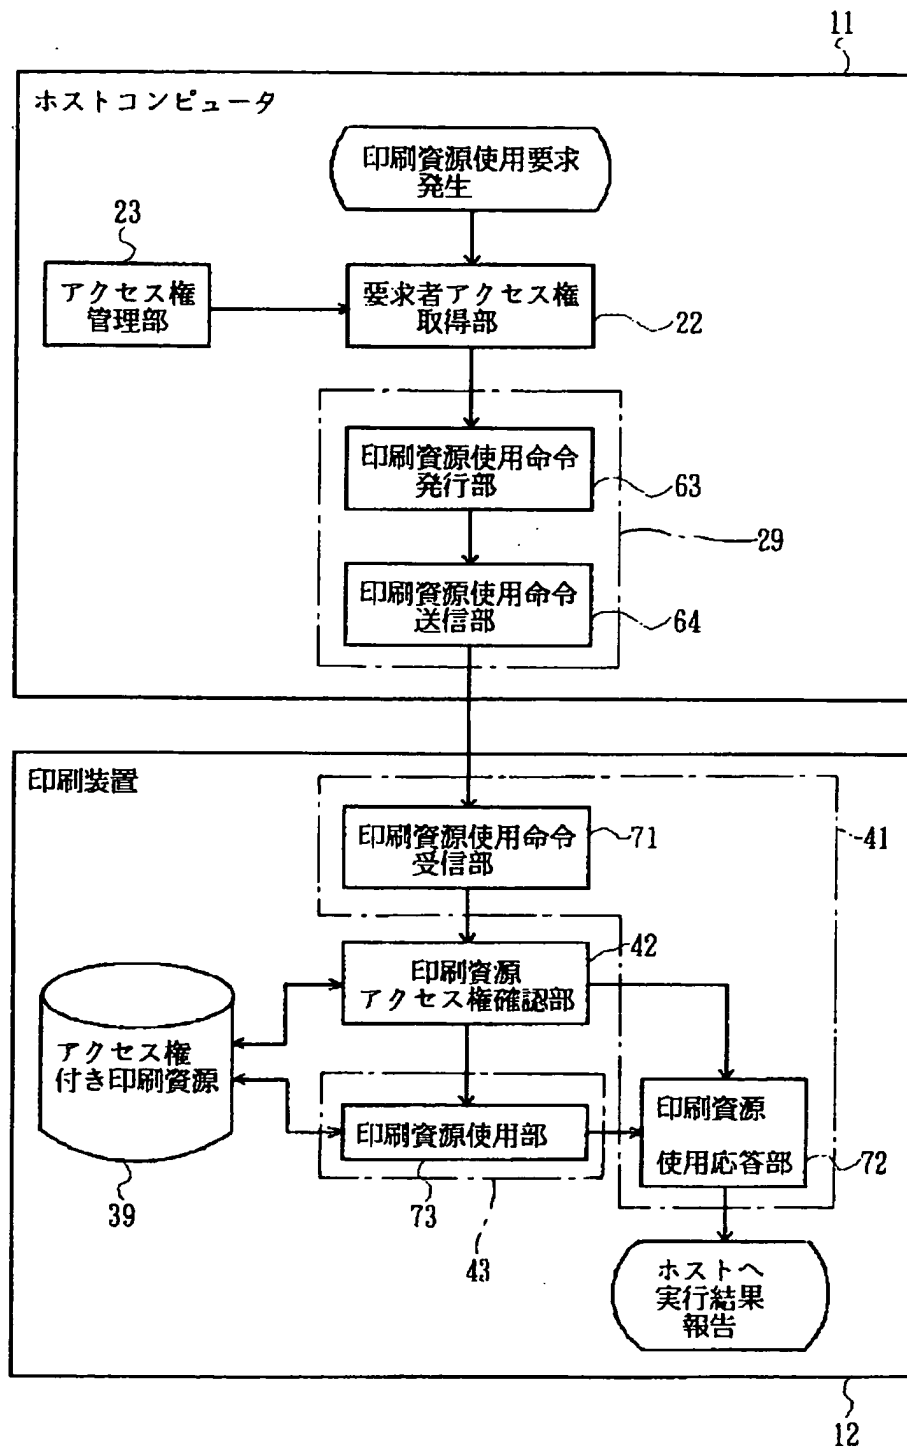 11
ホストコンピュータ
印刷資源使用要求
発生
23
アクセス権
管理部
要求者アクセス権
取得部
22
印刷資源使用命令
発行部
63
29
印刷資源使用命令
送信部
64
印刷装置
印刷資源使用命令
受信部
71
41
42
印刷資源
アクセス権確認部
アクセス権
付き印刷資源
39
印刷資源使用部
73
43
印刷資源
使用応答部
72
ホストへ
実行結果
報告
12